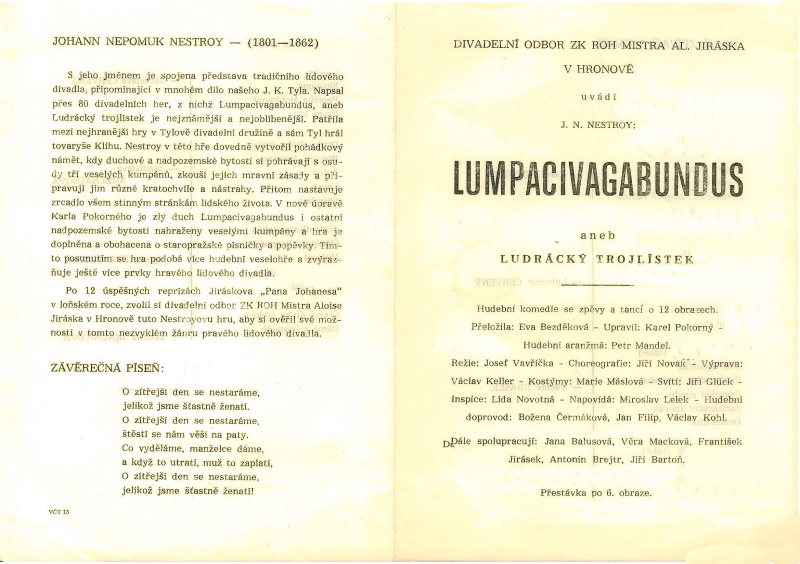 JOHANN NEPOMUK NESTROY — (1801—1862)
S jeho jménem je spojena představa tradičního lidového
divadla, připomínající v mnohém dílo našeho J. K. Tyla. Napsal
přes 80 divadelních her, z nichž Lumpacivagabundus, aneb
Ludrácký trojlístek je nejznámější a nejoblíbenější. Patřila
mezi nejhranější hry v Tylově divadelní družině a sám Tyl hrál
tovaryše Klihu. Nestroy v této hře dovedně vytvořil pohádkový
námět, kdy duchové a nadpozemské bytosti si pohrávají s osu-
dy tří veselých kumpánů, zkouší jejich mravní zásady a při-
pravují jim různé kratochvíle a nástrahy. Přitom nastavuje
zrcadlo všem stinným stránkám lidského života. V nové úpravě
Karla Pokorného je zlý duch Lumpacivagabundus i ostatní
nadpozemské bytosti nahraženy veselými kumpány a hra je
doplněna a obohacena o staropražské písničky a popěvky. Tím-
to posunutím se hra podobá více hudební veselohře a zvýraz-
ňuje ještě více prvky hravého lidového divadla.
Po 12 úspěšných reprízách Jiráskova „Pana Johanesa"
v loňském roce, zvolil si divadelní odbor ZK ROH Mistra Aloise
Jiráska v Hronově tuto Nestroyovu hru, aby si ověřil své mož-
nosti v tomto nezvyklém žánru pravého lidového divadla.
ZÁVĚREČNÁ PÍSEŇ:
O zítřejší den se nestaráme,
jelikož jsme šťastně ženatí.
O zítřejší den se nestaráme,
štěstí se nám věší na paty.
Co vyděláme, manželce dáme,
a když to utratí, muž to zaplatí,
O zítřejší den se nestaráme,
jelikož jsme šťastně ženatí!
VČT 13
DIVADELNÍ ODBOR ZK ROH MISTRA AL. JIRÁSKA
V HRONOVĚ
uvádí
J. N. NESTROY:
LUMPACIVAGABUNDUS
aneb
LUDRÁCKÝ TROJLÍSTEK
Hudební komedie se zpěvy a tanci o 12 obrazech.
Přeložila: Eva Bezděková - Upravil: Karel Pokorný -
Hudební aranžmá: Petr Mandel.
Režie: Josef Vavřička - Choreografie: Jiří Novák - Výprava:
Václav Keller - Kostýmy: Marie Máslová - Svítí: Jiří Glück -
Inspice: Lída Novotná - Napovídá: Miroslav Lelek - Hudební
doprovod: Božena Čermáková, Jan Filip, Václav Kohl.
Dále spolupracují: Jana Balusová, Věra Macková, František
Jirásek, Antonín Brejtr, Jiří Bartoň.
Přestávka po 6. obraze.